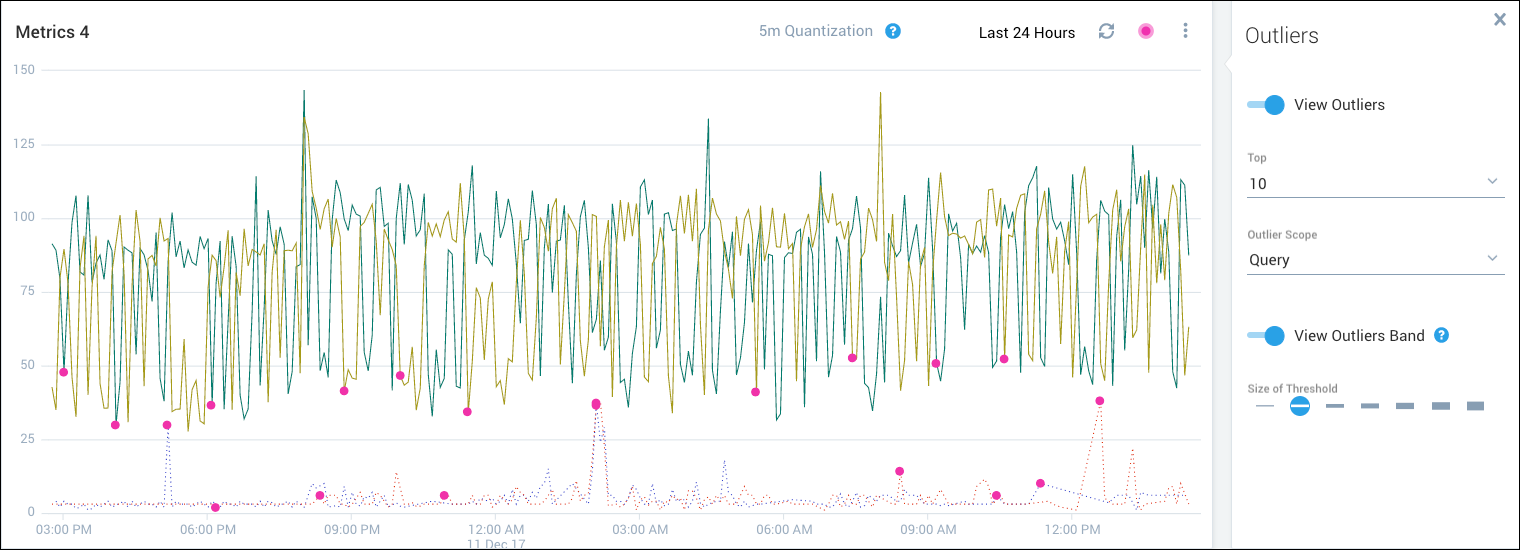 Metrics 4
5m Quantization ?
Last 24 Hours
150
125
100
75
50
25
0
03:00 PM 06:00 PM 09:00 PM 12:00 AM 03:00 AM 06:00 AM 09:00 AM 12:00 PM
11 Dec 17
Outliers
View Outliers
Top
10
Outlier Scope
Query
View Outliers Band ?
Size of Threshold